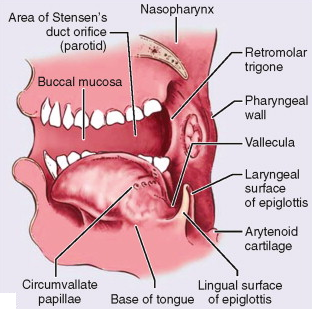 Nasopharynx
Area of Stensen's
duct orifice
(parotid)
Buccal mucosa
Retromolar
trigone
Pharyngeal
wall
Vallecula
Laryngeal
surface
of epiglottis
Arytenoid
cartilage
Circumvallate
papillae
Base of tongue
Lingual surface
of epiglottis